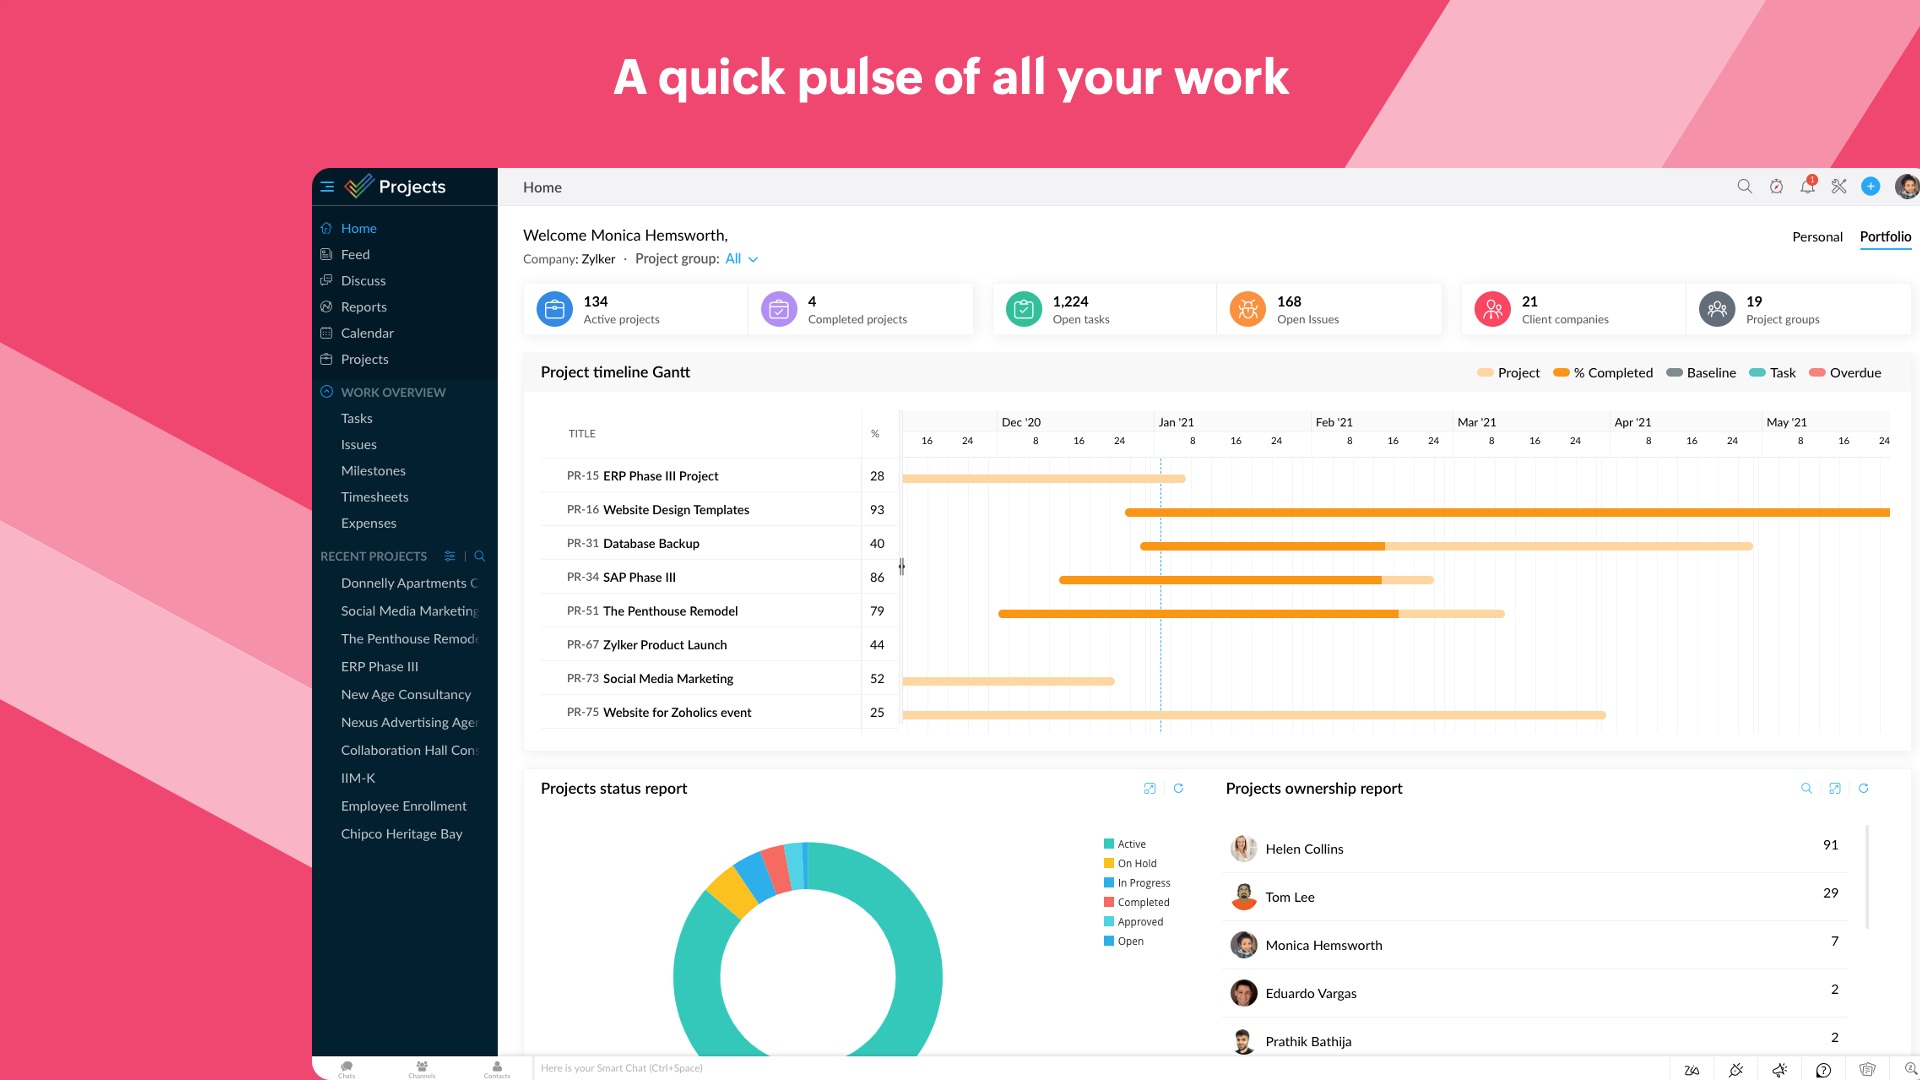 A quick pulse of all your work
Projects
Home
Welcome Monica Hemsworth,
Personal
Portfolio
Company: Zylker · Project group: All
Home
Feed
Discuss
Reports
Calendar
Projects
WORK OVERVIEW
Tasks
Issues
Milestones
Timesheets
Expenses
RECENT PROJECTS
Donnelly Apartments C
Social Media Marketing
The Penthouse Remode
ERP Phase III
New Age Consultancy
Nexus Advertising Agen
Collaboration Hall Cons
IIM-K
Employee Enrollment
Chipco Heritage Bay
134
Active projects
4
Completed projects
1,224
Open tasks
168
Open Issues
21
Client companies
19
Project groups
1
Project timeline Gantt
Project % Completed Baseline Task Overdue
TITLE %
Dec '20 Jan '21 Feb '21 Mar '21 Apr '21 May '21
16 24 8 16 24 8 16 24 8 16 24 8 16 24 8 16 24 8 16 24
PR-15 ERP Phase III Project 28
PR-16 Website Design Templates 93
PR-31 Database Backup 40
PR-34 SAP Phase III 86
PR-51 The Penthouse Remodel 79
PR-67 Zylker Product Launch 44
PR-73 Social Media Marketing 52
PR-75 Website for Zoholics event 25
Projects status report
Active
On Hold
In Progress
Completed
Approved
Open
Projects ownership report
Helen Collins 91
Tom Lee 29
Monica Hemsworth 7
Eduardo Vargas 2
Prathik Bathija 2
Chats
Channels
Contacts
Here is your Smart Chat (Ctrl+Space)